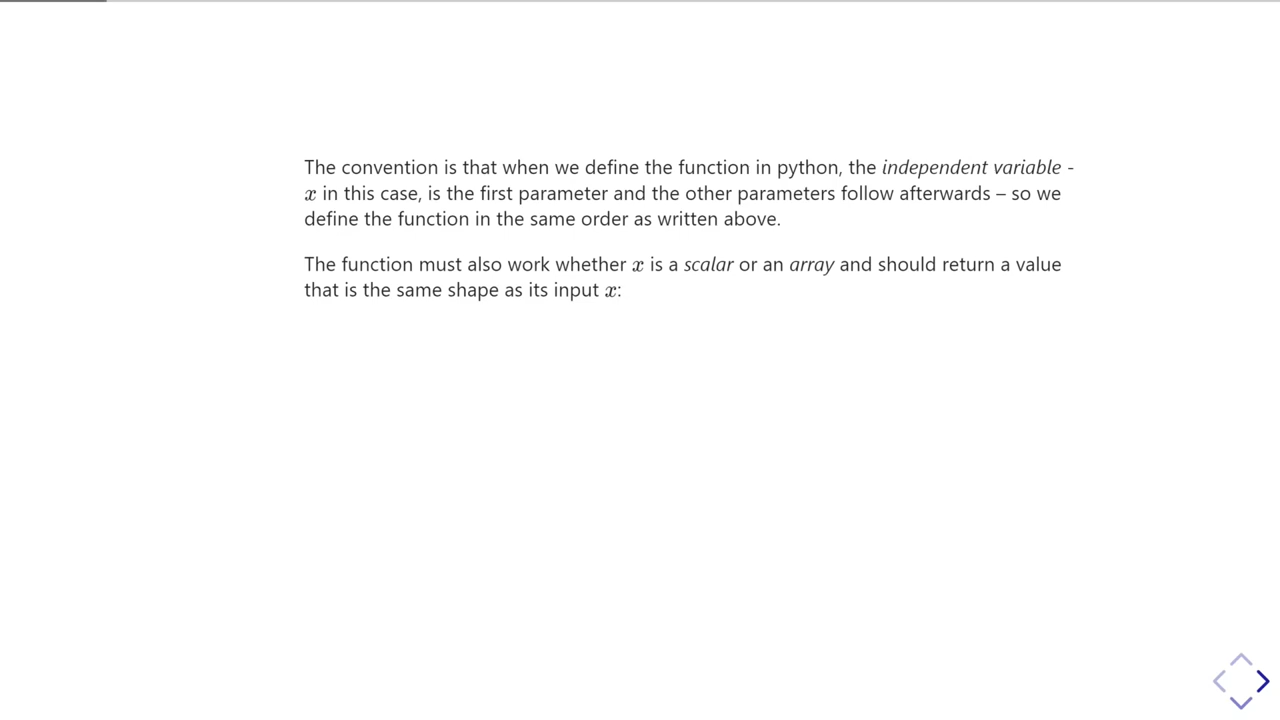 The convention is that when we define the function in python, the independent variable -
x in this case, is the first parameter and the other parameters follow afterwards – so we
define the function in the same order as written above.
The function must also work whether x is a scalar or an array and should return a value
that is the same shape as its input x: